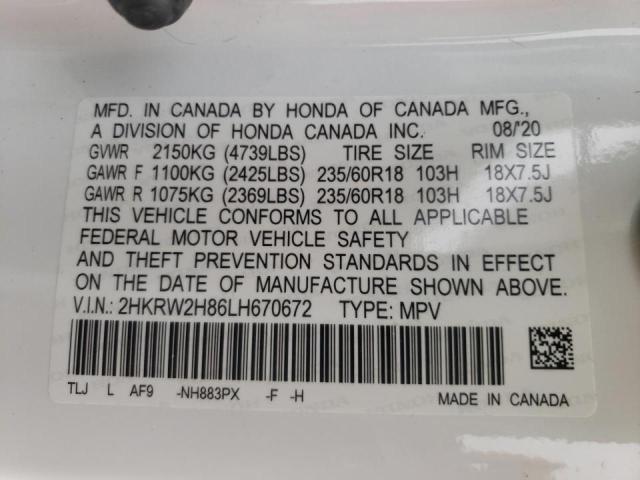 MFD. IN CANADA BY HONDA OF CANADA MFG.,
A DIVISION OF HONDA CANADA INC. 08/'20
GVWR 2150KG (4739LBS) TIRE SIZE RIM SIZE
GAWR F 1100KG (2425LBS) 235/60R18 103H 18X7.5J
GAWR R 1075KG (2369LBS) 235/60R18 103H 18X7.5J
THIS VEHICLE CONFORMS TO ALL APPLICABLE
FEDERAL MOTOR VEHICLE SAFETY
AND THEFT PREVENTION STANDARDS IN EFFECT
ON THE DATE OF MANUFACTURE SHOWN ABOVE.
V.I.N.: 2HKRW2H86LH670672 TYPE: MPV
TLJ L AF9 -NH883PX -F -H MADE IN CANADA